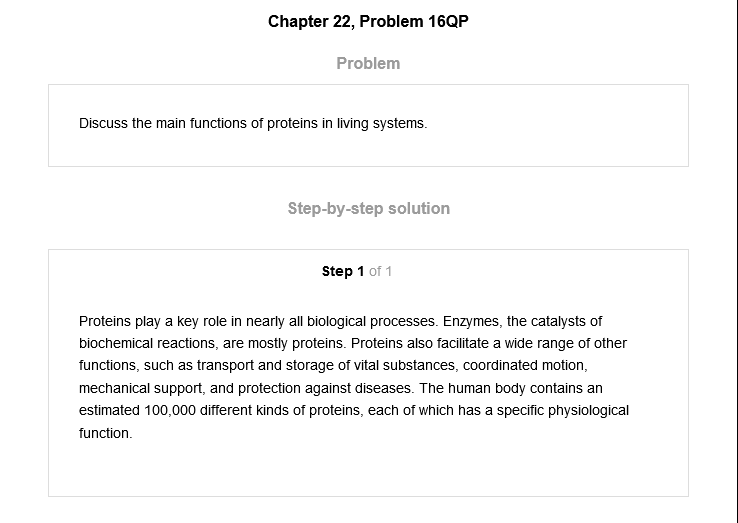 Chapter 22, Problem 16QP
Problem
Discuss the main functions of proteins in living systems.
Step-by-step solution
Step 1 of 1
Proteins play a key role in nearly all biological processes. Enzymes, the catalysts of
biochemical reactions, are mostly proteins. Proteins also facilitate a wide range of other
functions, such as transport and storage of vital substances, coordinated motion,
mechanical support, and protection against diseases. The human body contains an
estimated 100,000 different kinds of proteins, each of which has a specific physiological
function.